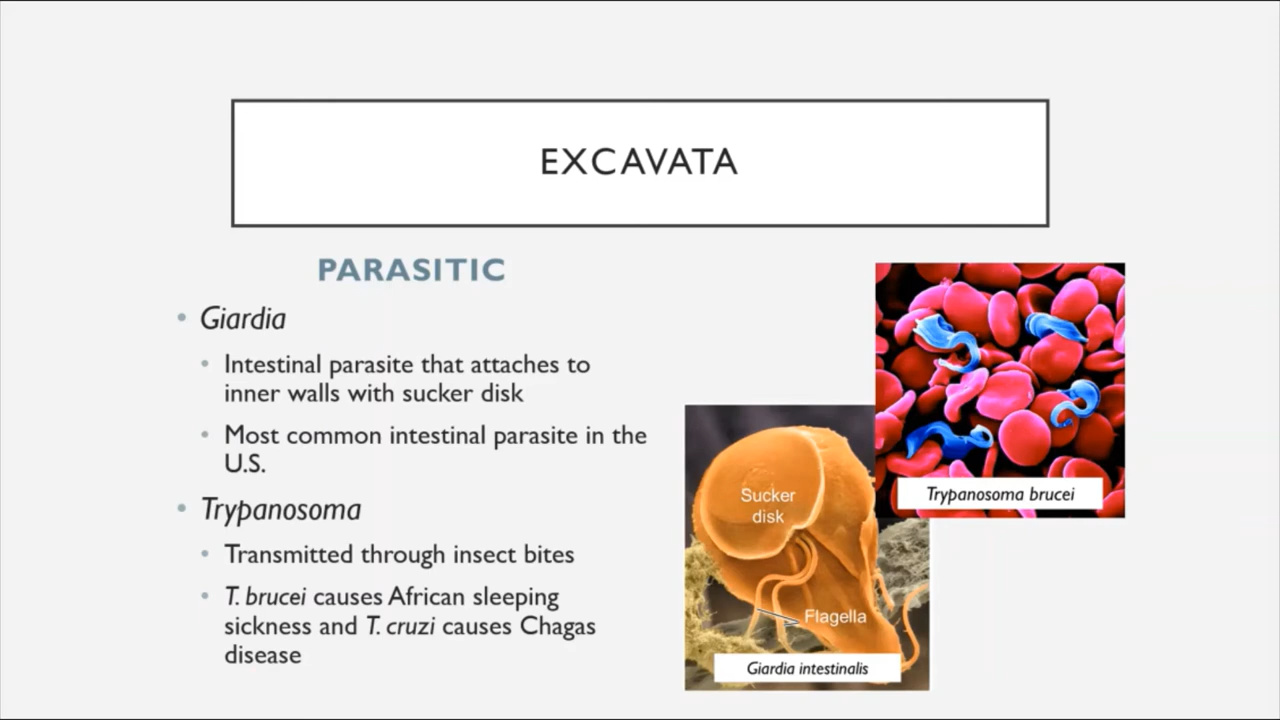 EXCAVATA
PARASITIC
• Giardia
• Intestinal parasite that attaches to
inner walls with sucker disk
• Most common intestinal parasite in the
U.S.
• Trypanosoma
• Transmitted through insect bites
• T. brucei causes African sleeping
sickness and T. cruzi causes Chagas
disease
Trypanosoma brucei
Sucker
disk
Flagella
Giardia intestinalis